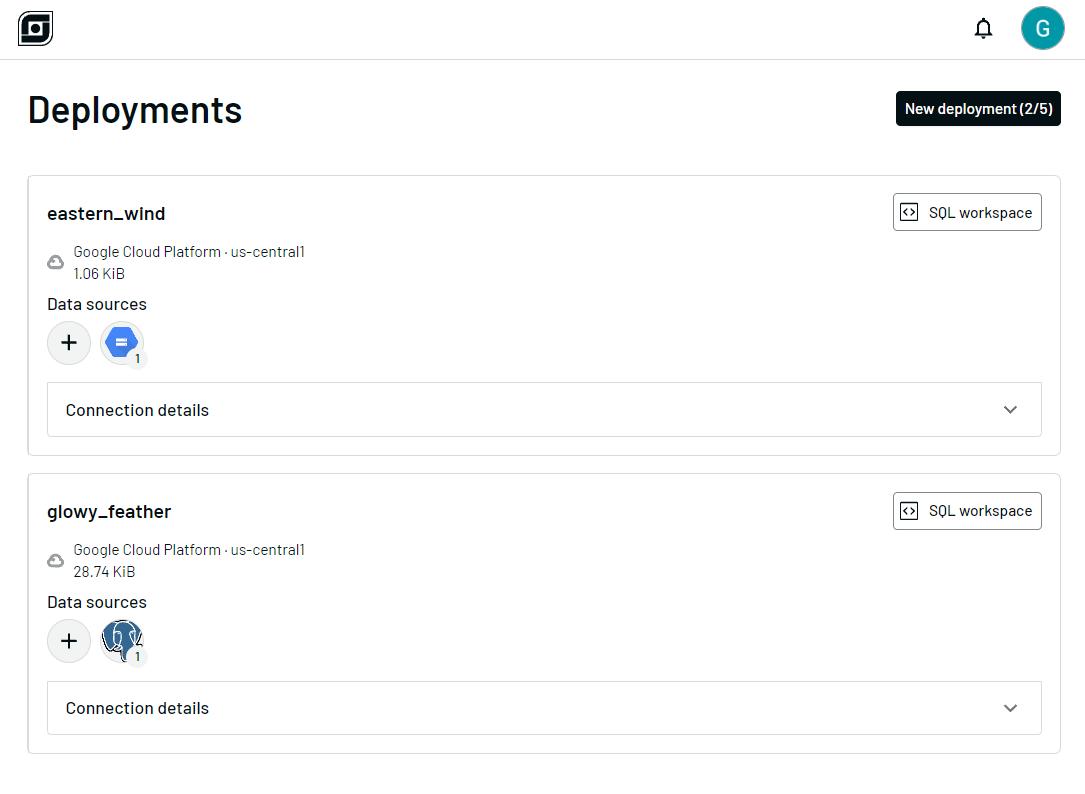 G
Deployments
New deployment (2/5)
eastern_wind
SQL workspace
Google Cloud Platform · us-central1
1.06 KiB
Data sources
1
Connection details
glowy_feather
SQL workspace
Google Cloud Platform · us-central1
28.74 KiB
Data sources
1
Connection details